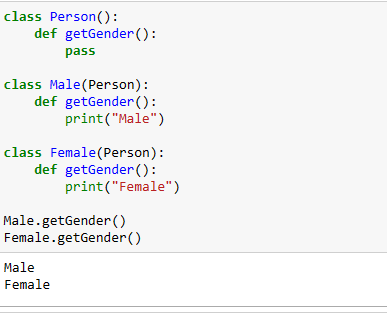 class Person():
    def getGender():
        pass

class Male(Person):
    def getGender():
        print("Male")

class Female(Person):
    def getGender():
        print("Female")

Male.getGender()
Female.getGender()
Male
Female